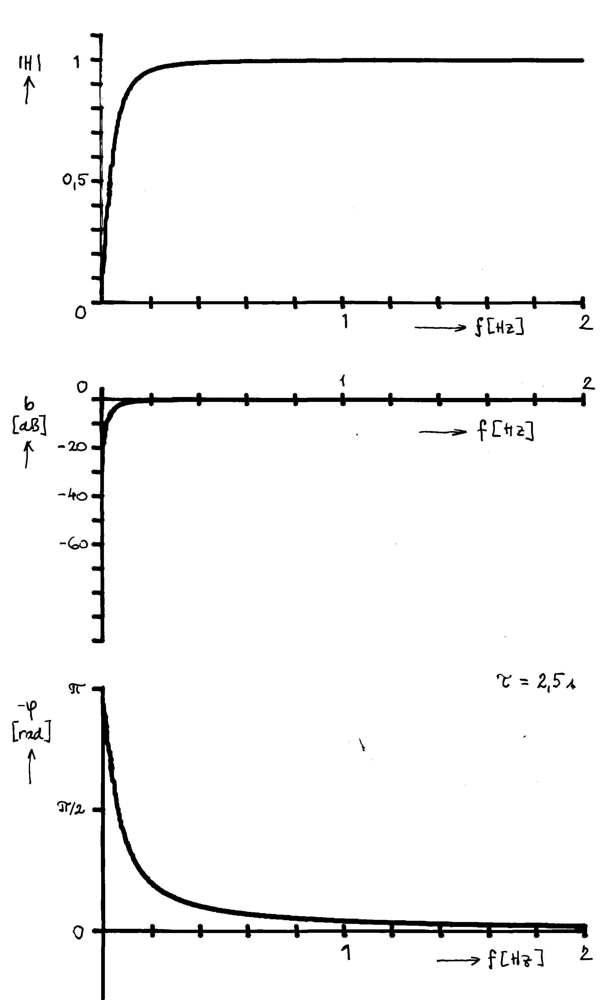 |H|
1
0,5
0
1
2
f[Hz]
0
1
2
b
[dB]
f[Hz]
-20
-40
-60
τ = 2,5 s
π
-φ
[rad]
π/2
0
1
2
f[Hz]